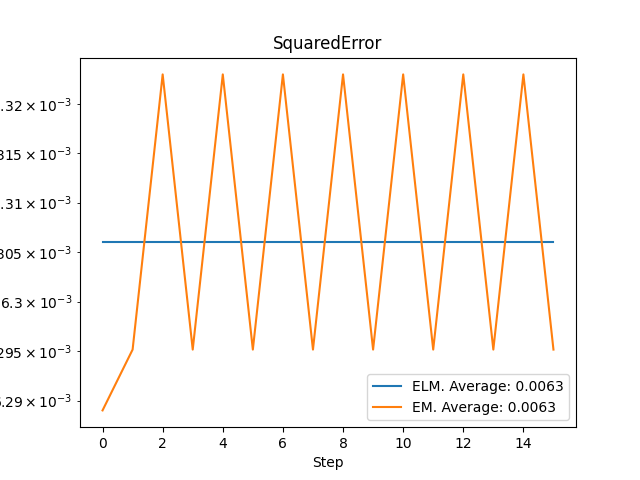 SquaredError
.32 × 10⁻³
315 × 10⁻³
.31 × 10⁻³
305 × 10⁻³
6.3 × 10⁻³
295 × 10⁻³
6.29 × 10⁻³
ELM. Average: 0.0063
EM. Average: 0.0063
0 2 4 6 8 10 12 14
Step